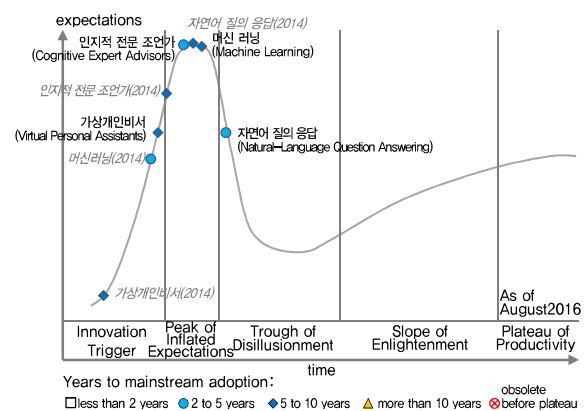 expectations
자연어 질의 응답(2014)
인지적 전문 조언가
(Cognitive Expert Advisors)
머신 러닝
(Machine Learning)
인지적 전문 조언가(2014)
가상개인비서
(Virtual Personal Assistants)
자연어 질의 응답
(Natural-Language Question Answering)
머신러닝(2014)
가상개인비서(2014)
As of
August2016
Innovation
Trigger
Peak of
Inflated
Expectations
Trough of
Disillusionment
Slope of
Enlightenment
Plateau of
Productivity
time
Years to mainstream adoption:
less than 2 years
2 to 5 years
5 to 10 years
more than 10 years
obsolete
before plateau